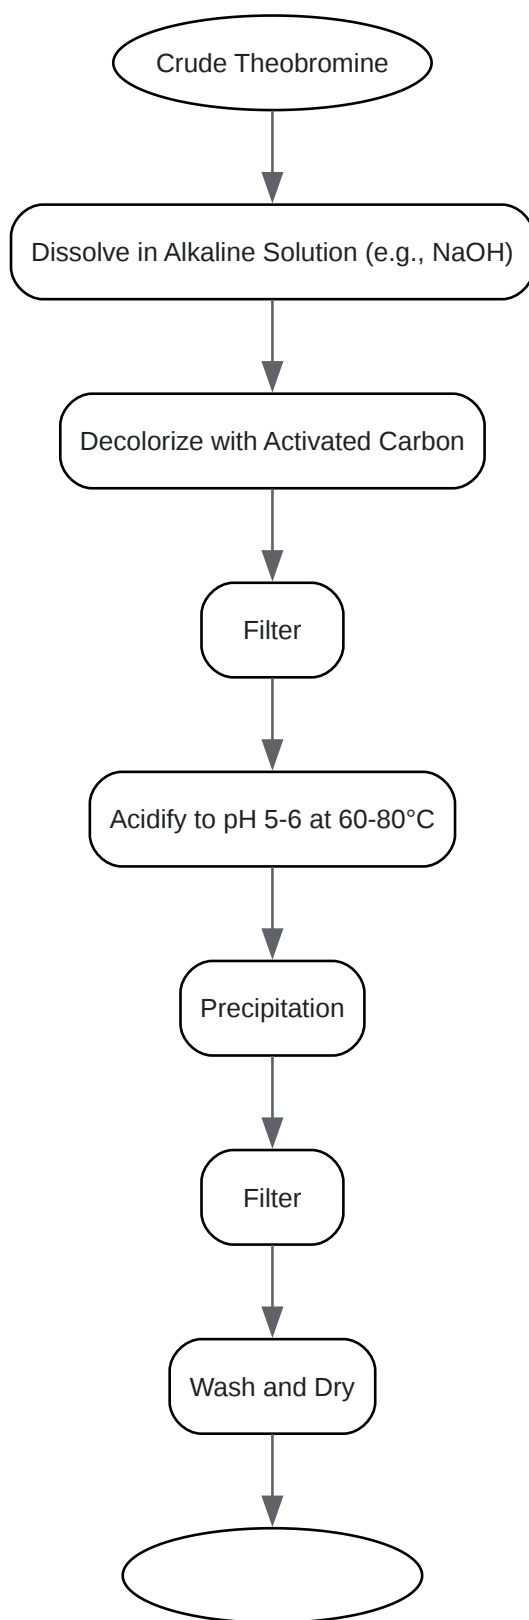 Crude Theobromine
Dissolve in Alkaline Solution (e.g., NaOH)
Decolorize with Activated Carbon
Filter
Acidify to pH 5-6 at 60-80°C
Precipitation
Filter
Wash and Dry